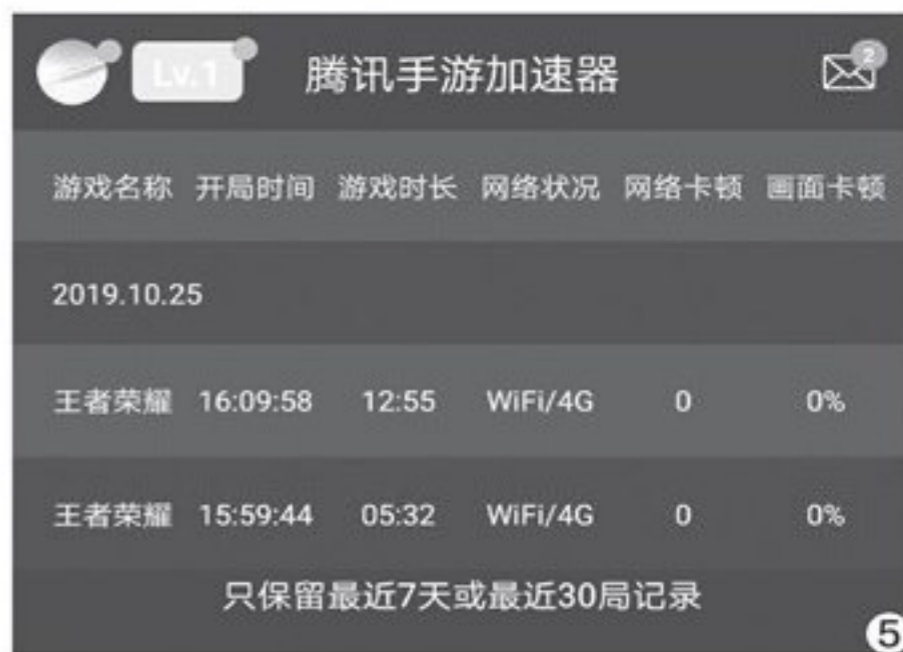 Lv.1 腾讯手游加速器 2
游戏名称 开局时间 游戏时长 网络状况 网络卡顿 画面卡顿
2019.10.25
王者荣耀 16:09:58 12:55 WiFi/4G 0 0%
王者荣耀 15:59:44 05:32 WiFi/4G 0 0%
只保留最近7天或最近30局记录
⑤